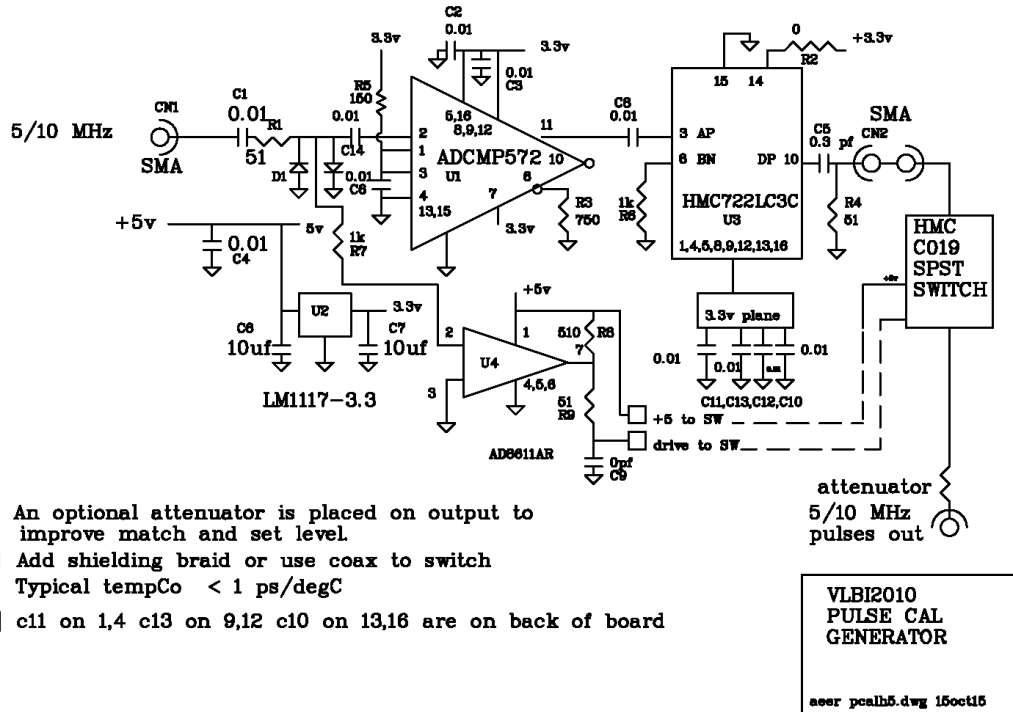 C2
0.01
3.3v
3.3v
0.01
C3
0
+3.3v
R2
15
14
R5
150
C1
0.01
CN1
R1
51
5/10 MHz
SMA
0.01
C14
D1
2
1
3
4
5,16
8,9,12
ADCMP572
U1
13,15
11
10
6
7
3.3v
0.01
C6
R3
750
C8
0.01
3 AP
6 BN
DP 10
HMC722LC3C
U3
1,4,5,8,9,12,13,16
1k
R6
C5
0.3 pf
SMA
CN2
R4
51
HMC
C019
SPST
SWITCH
+5v
0.01
C4
5v
1k
R7
U2
3.3v
C6
10uf
C7
10uf
LM1117-3.3
+5v
2
1
3
U4
4,5,6
7
510
R8
51
R9
AD8611AR
0pf
C9
3.3v plane
0.01
0.01
0.01
C11,C13,C12,C10
+5 to SW
drive to SW
attenuator
5/10 MHz
pulses out
An optional attenuator is placed on output to
improve match and set level.
Add shielding braid or use coax to switch
Typical tempCo < 1 ps/degC
c11 on 1,4 c13 on 9,12 c10 on 13,16 are on back of board
VLBI2010
PULSE CAL
GENERATOR
aeer pcalh5.dwg 15oct15